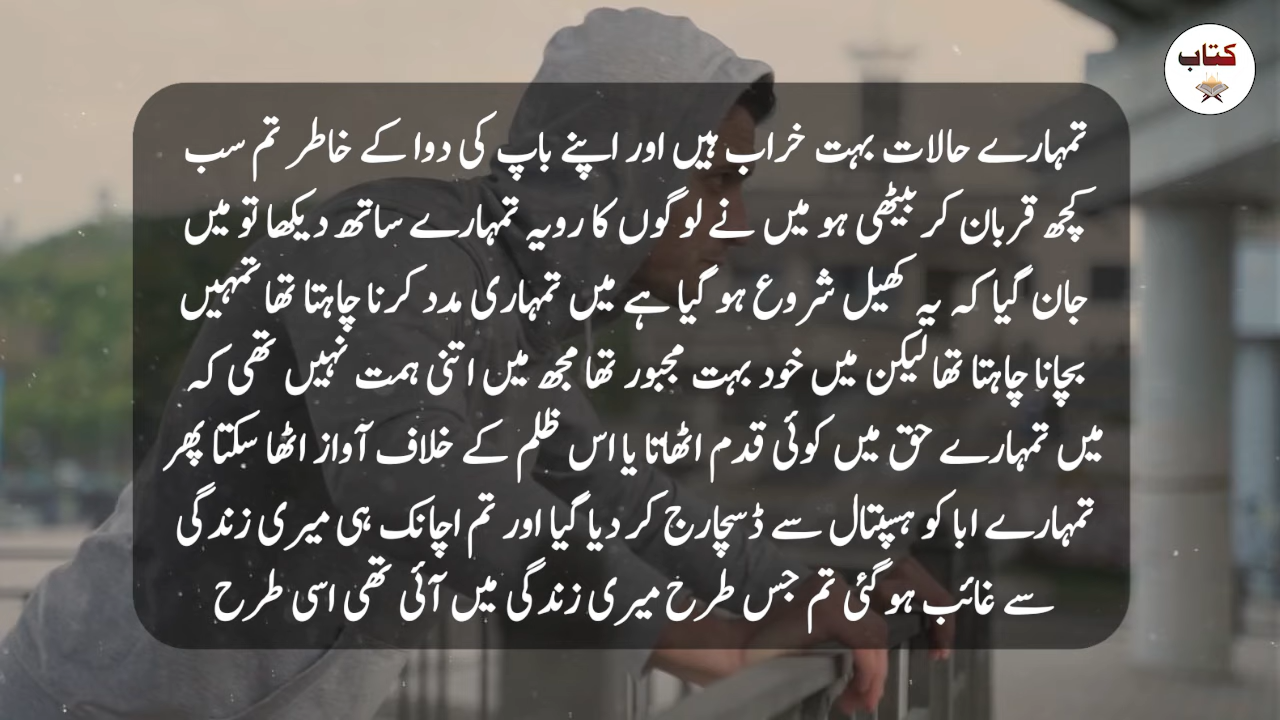 کتاب
تمہارے حالات بہت خراب ہیں اور اپنے باپ کی دوا کے خاطر تم سب
کچھ قربان کر بیٹھی ہو میں نے لوگوں کا رویہ تمہارے ساتھ دیکھا تو میں
جان گیا کہ یہ کھیل شروع ہو گیا ہے میں تمہاری مدد کرنا چاہتا تھا تمہیں
بچانا چاہتا تھا لیکن میں خود بہت مجبور تھا مجھ میں اتنی ہمت نہیں تھی کہ
میں تمہارے حق میں کوئی قدم اٹھاتا یا اس ظلم کے خلاف آواز اٹھا سکتا پھر
تمہارے ابا کو ہسپتال سے ڈسچارج کر دیا گیا اور تم اچانک ہی میری زندگی
سے غائب ہو گئی تم جس طرح میری زندگی میں آئی تھی اسی طرح